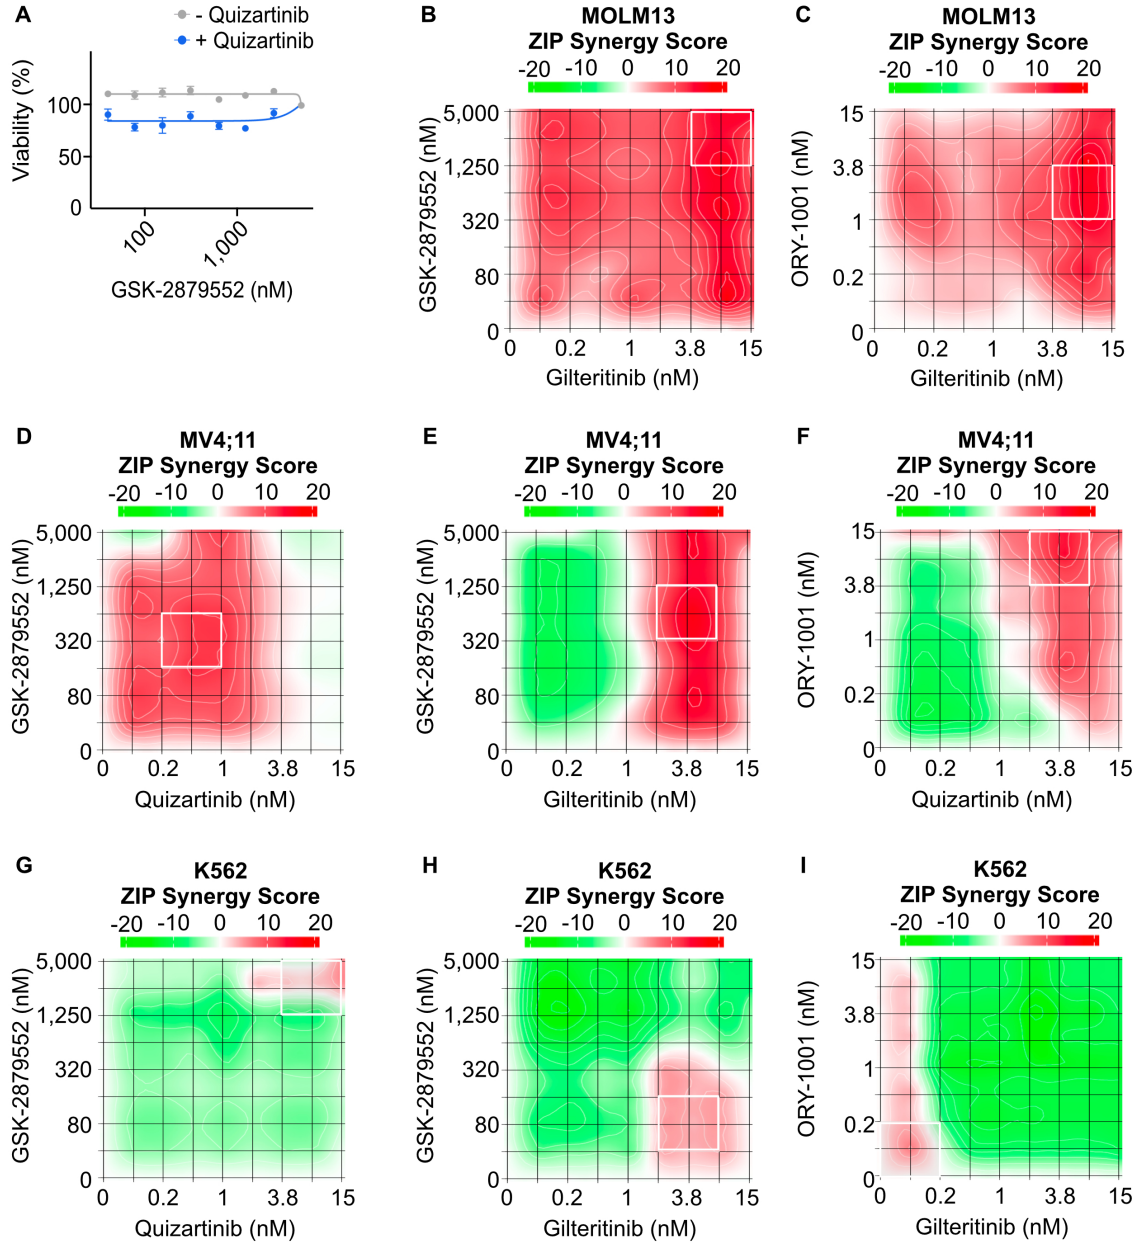 A
- Quizartinib
+ Quizartinib
Viability (%)
100
50
0
100
1,000
GSK-2879552 (nM)
B
MOLM13
ZIP Synergy Score
-20 -10 0 10 20
GSK-2879552 (nM)
5,000
1,250
320
80
0
0 0.2 1 3.8 15
Gilteritinib (nM)
C
MOLM13
ZIP Synergy Score
-20 -10 0 10 20
ORY-1001 (nM)
15
3.8
1
0.2
0
0 0.2 1 3.8 15
Gilteritinib (nM)
D
MV4;11
ZIP Synergy Score
-20 -10 0 10 20
GSK-2879552 (nM)
5,000
1,250
320
80
0
0 0.2 1 3.8 15
Quizartinib (nM)
E
MV4;11
ZIP Synergy Score
-20 -10 0 10 20
GSK-2879552 (nM)
5,000
1,250
320
80
0
0 0.2 1 3.8 15
Gilteritinib (nM)
F
MV4;11
ZIP Synergy Score
-20 -10 0 10 20
ORY-1001 (nM)
15
3.8
1
0.2
0
0 0.2 1 3.8 15
Quizartinib (nM)
G
K562
ZIP Synergy Score
-20 -10 0 10 20
GSK-2879552 (nM)
5,000
1,250
320
80
0
0 0.2 1 3.8 15
Quizartinib (nM)
H
K562
ZIP Synergy Score
-20 -10 0 10 20
GSK-2879552 (nM)
5,000
1,250
320
80
0
0 0.2 1 3.8 15
Gilteritinib (nM)
I
K562
ZIP Synergy Score
-20 -10 0 10 20
ORY-1001 (nM)
15
3.8
1
0.2
0
0 0.2 1 3.8 15
Gilteritinib (nM)